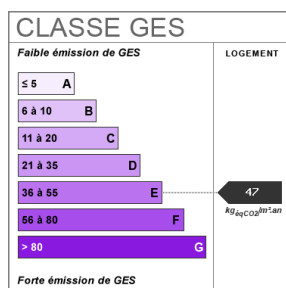 CLASSE GES
Faible émission de GES
LOGEMENT
≤ 5 A
6 à 10 B
11 à 20 C
21 à 35 D
36 à 55 E
47
kgéqCO2/m².an
56 à 80 F
> 80 G
Forte émission de GES